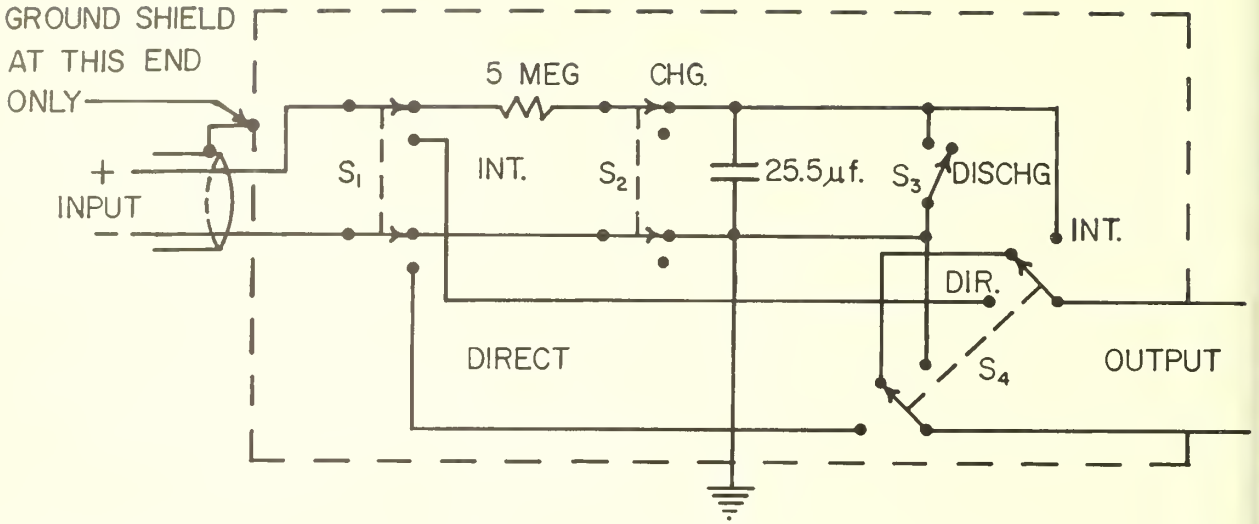 GROUND SHIELD
AT THIS END
ONLY
5 MEG
CHG.
+
INPUT
−
S₁
INT.
S₂
25.5μf.
S₃
DISCHG
INT.
DIR.
DIRECT
S₄
OUTPUT